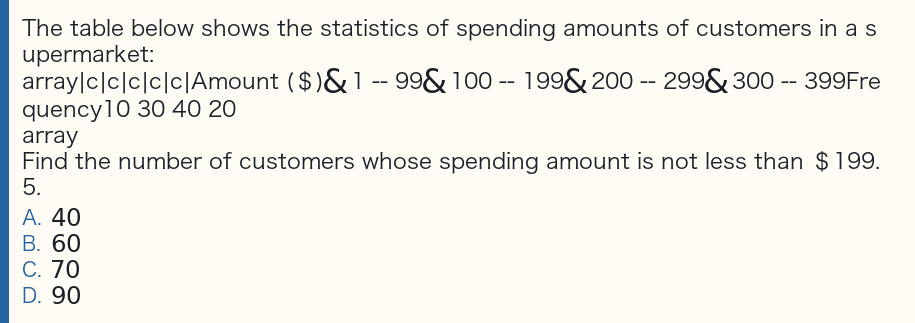 The table below shows the statistics of spending amounts of customers in a s
upermarket:
array|c|c|c|c|c|Amount ($)& 1 -- 99& 100 -- 199& 200 -- 299& 300 -- 399Fre
quency10 30 40 20
array
Find the number of customers whose spending amount is not less than $199.
5.
A. 40
B. 60
C. 70
D. 90